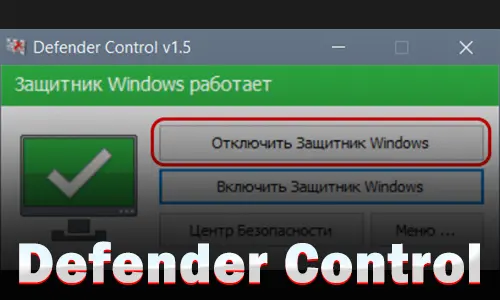 Defender Control v1.5
Защитник Windows работает
Отключить Защитник Windows
Включить Защитник Windows
Центр Безопасности
Меню ...
Defender Control